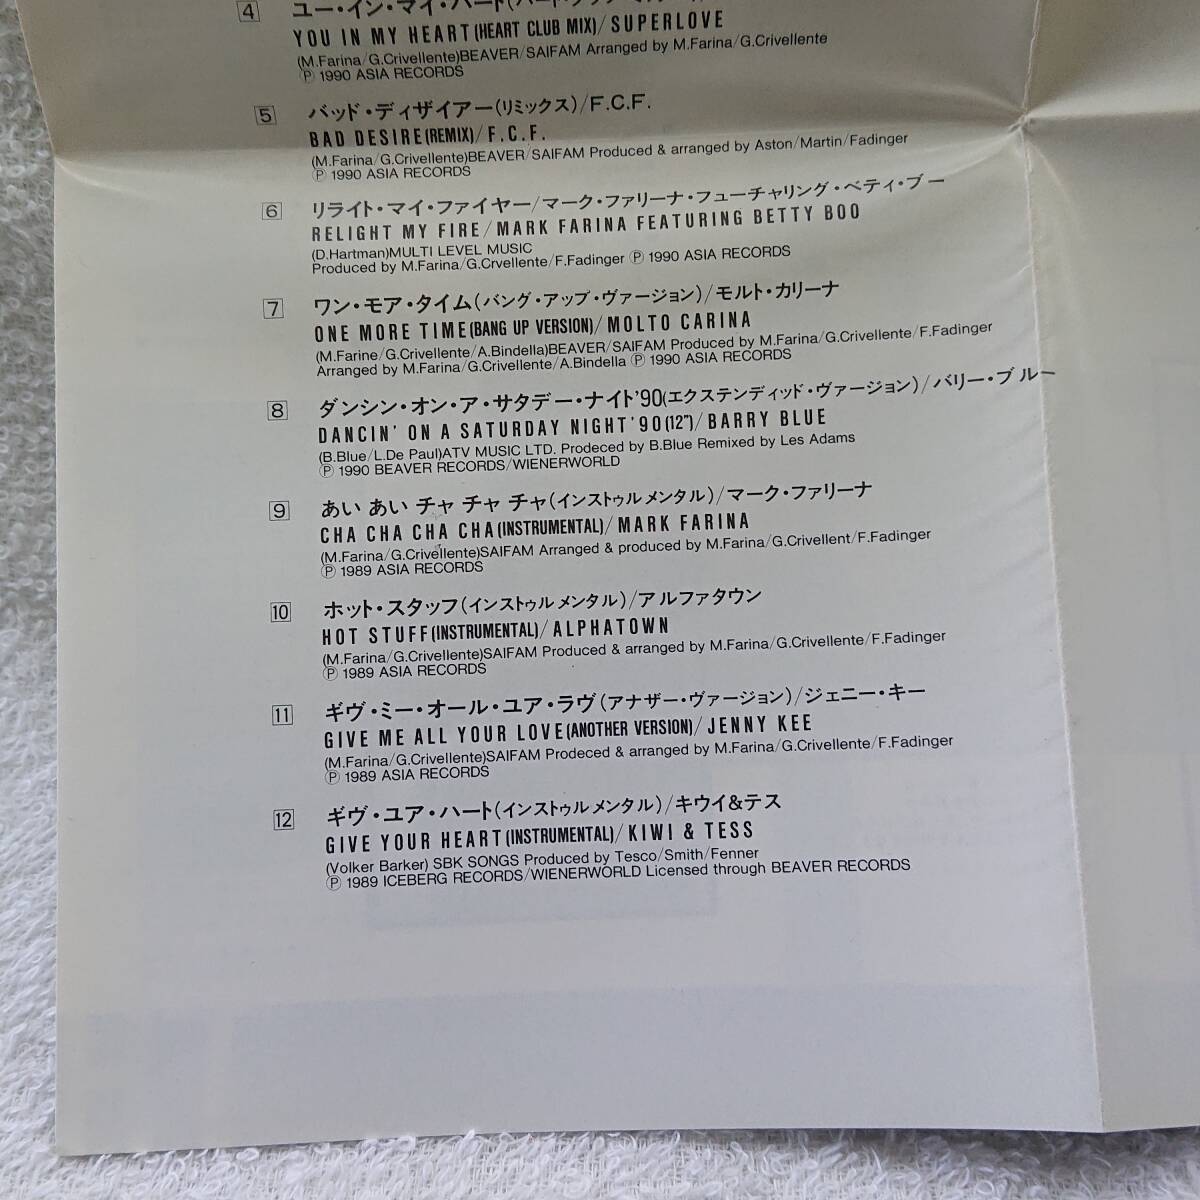 4 ユー・イン・マイ・ハート
YOU IN MY HEART(HEART CLUB MIX)/SUPERLOVE
(M.Farina/G.Crivellente)BEAVER/SAIFAM Arranged by M.Farina/G.Crivellente
Ⓟ 1990 ASIA RECORDS
5 バッド・ディザイアー(リミックス)/F.C.F.
BAD DESIRE(REMIX)/F.C.F.
(M.Farina/G.Crivellente)BEAVER/SAIFAM Produced & arranged by Aston/Martin/Fadinger
Ⓟ 1990 ASIA RECORDS
6 リライト・マイ・ファイヤー/マーク・ファリーナ・フューチャリング・ベティ・ブー
RELIGHT MY FIRE/MARK FARINA FEATURING BETTY BOO
(D.Hartman)MULTI LEVEL MUSIC
Produced by M.Farina/G.Crvellente/F.Fadinger Ⓟ 1990 ASIA RECORDS
7 ワン・モア・タイム(バング・アップ・ヴァージョン)/モルト・カリーナ
ONE MORE TIME(BANG UP VERSION)/MOLTO CARINA
(M.Farine/G.Crivellente/A.Bindella)BEAVER/SAIFAM Produced by M.Farina/G.Crivellente/F.Fadinger
Arranged by M.Farina/G.Crivellente/A.Bindella Ⓟ 1990 ASIA RECORDS
8 ダンシン・オン・ア・サタデー・ナイト'90(エクステンディッド・ヴァージョン)/バリー・ブルー
DANCIN' ON A SATURDAY NIGHT '90(12")/BARRY BLUE
(B.Blue/L.De Paul)ATV MUSIC LTD. Prodeced by B.Blue Remixed by Les Adams
Ⓟ 1990 BEAVER RECORDS/WIENERWORLD
9 あい あい チャ チャ チャ(インストゥルメンタル)/マーク・ファリーナ
CHA CHA CHA CHA(INSTRUMENTAL)/MARK FARINA
(M.Farina/G.Crivellente)SAIFAM Arranged & produced by M.Farina/G.Crivellent/F.Fadinger
Ⓟ 1989 ASIA RECORDS
10 ホット・スタッフ(インストゥルメンタル)/アルファタウン
HOT STUFF(INSTRUMENTAL)/ALPHATOWN
(M.Farina/G.Crivellente)SAIFAM Produced & arranged by M.Farina/G.Crivellente/F.Fadinger
Ⓟ 1989 ASIA RECORDS
11 ギヴ・ミー・オール・ユア・ラヴ(アナザー・ヴァージョン)/ジェニー・キー
GIVE ME ALL YOUR LOVE(ANOTHER VERSION)/JENNY KEE
(M.Farina/G.Crivellente)SAIFAM Prodeced & arranged by M.Farina/G.Crivellente/F.Fadinger
Ⓟ 1989 ASIA RECORDS
12 ギヴ・ユア・ハート(インストゥルメンタル)/キウイ&テス
GIVE YOUR HEART(INSTRUMENTAL)/KIWI & TESS
(Volker Barker) SBK SONGS Produced by Tesco/Smith/Fenner
Ⓟ 1989 ICEBERG RECORDS/WIENERWORLD Licensed through BEAVER RECORDS